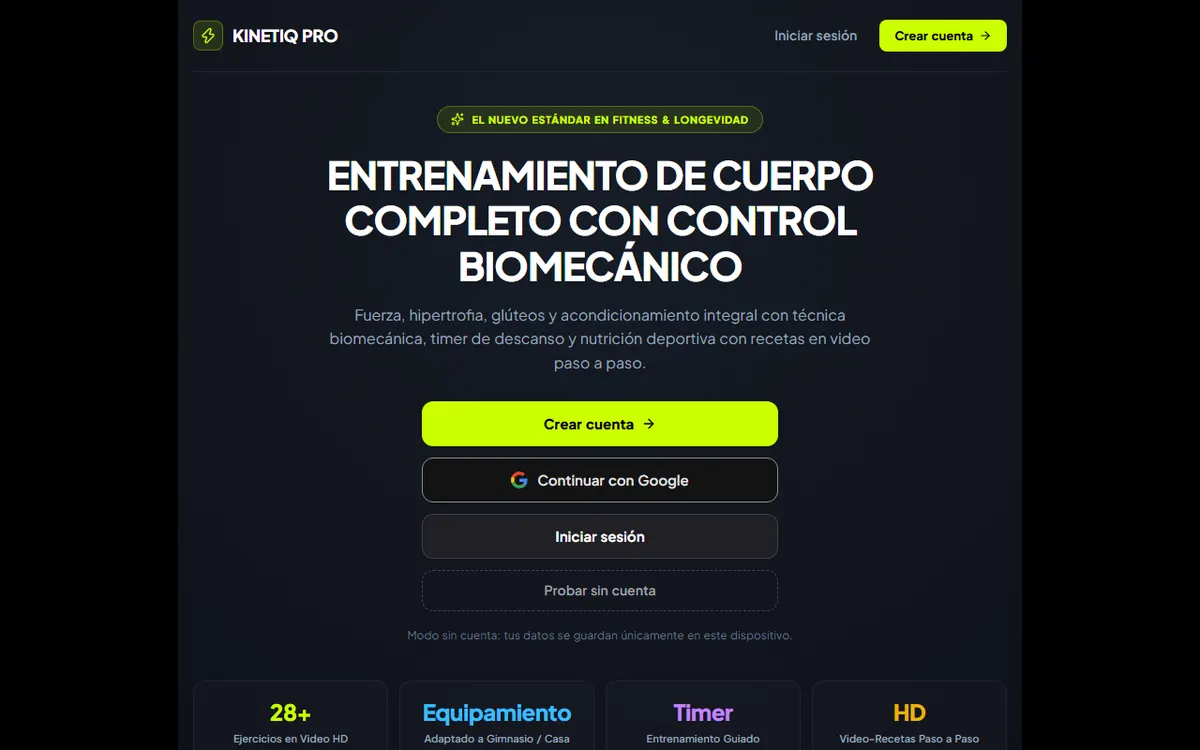 KINETIQ PRO
Iniciar sesión
Crear cuenta →
EL NUEVO ESTÁNDAR EN FITNESS & LONGEVIDAD
ENTRENAMIENTO DE CUERPO
COMPLETO CON CONTROL
BIOMECÁNICO
Fuerza, hipertrofia, glúteos y acondicionamiento integral con técnica
biomecánica, timer de descanso y nutrición deportiva con recetas en video
paso a paso.
Crear cuenta →
Continuar con Google
Iniciar sesión
Probar sin cuenta
Modo sin cuenta: tus datos se guardan únicamente en este dispositivo.
28+
Ejercicios en Video HD
Equipamiento
Adaptado a Gimnasio / Casa
Timer
Entrenamiento Guiado
HD
Video-Recetas Paso a Paso